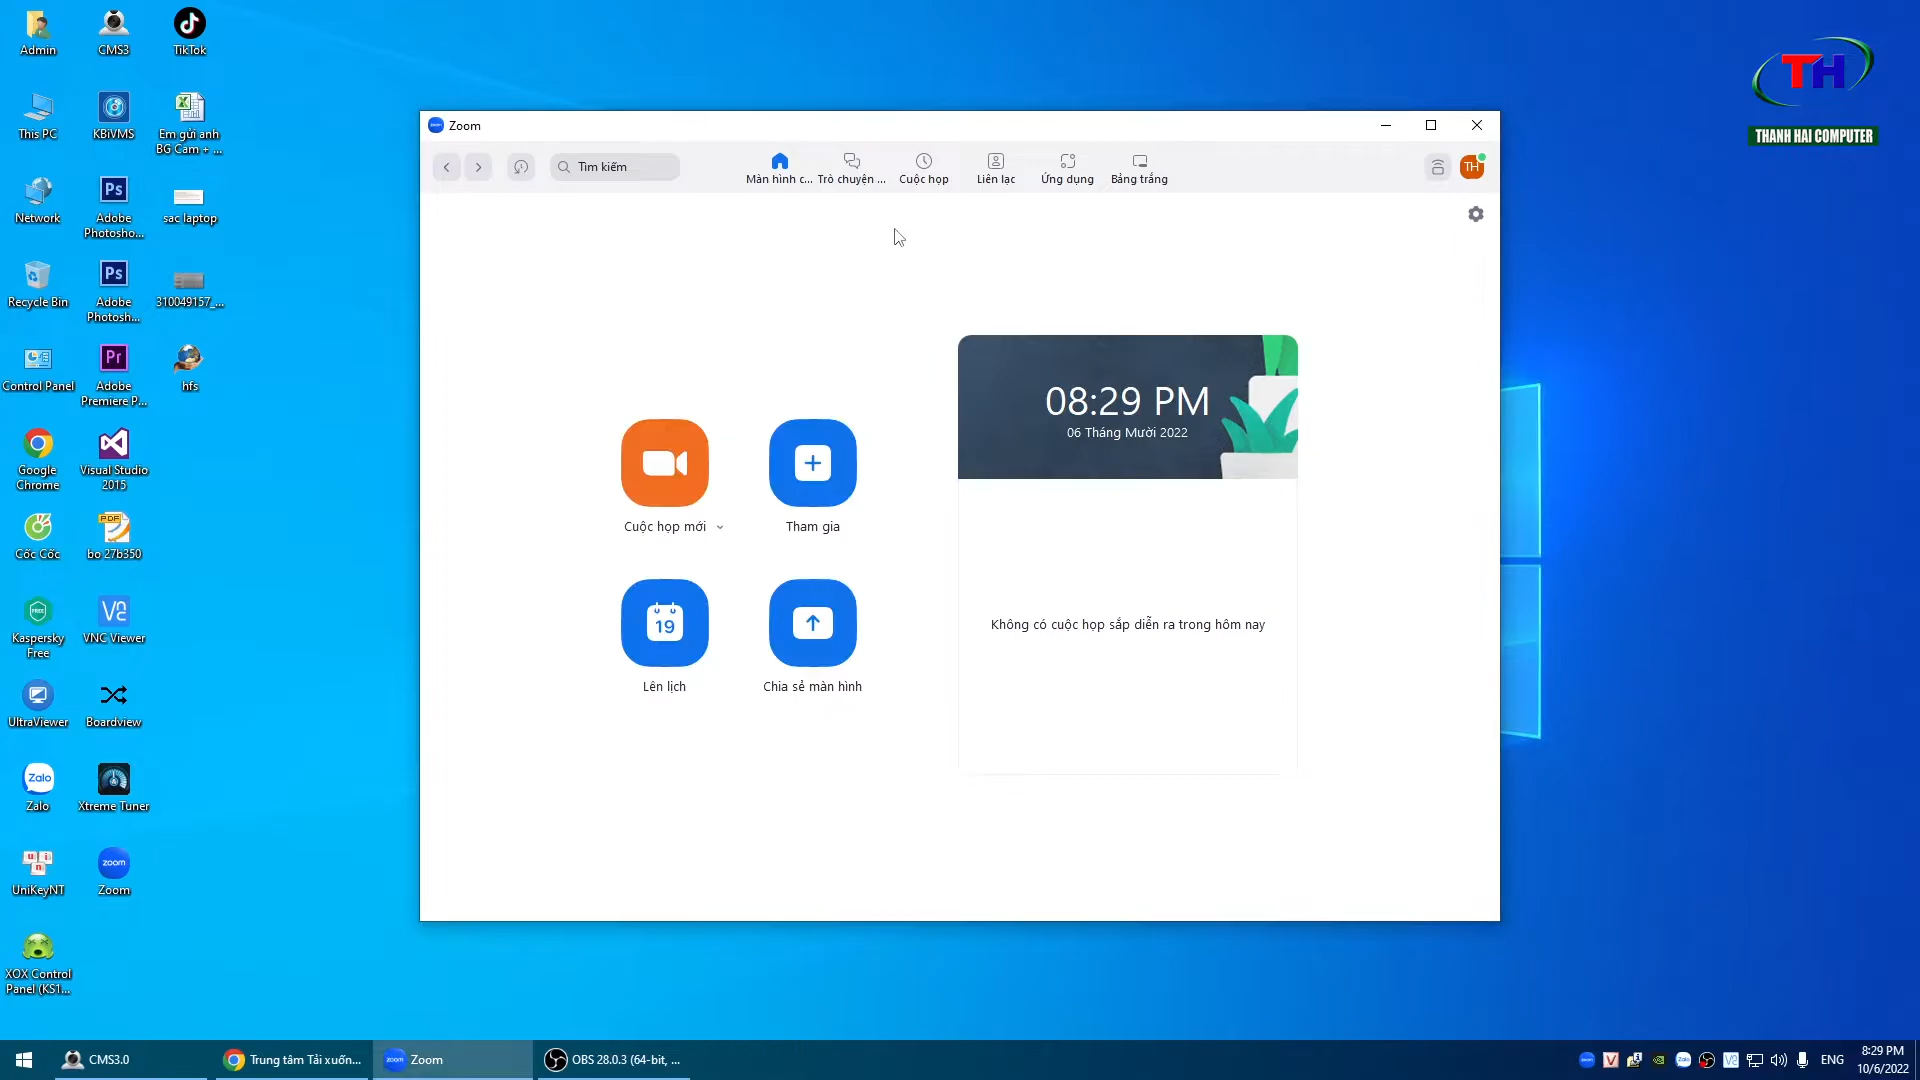 Admin
CMS3
TikTok
This PC
KBiVMS
Em gửi anh
BG Cam + ...
Network
Adobe
Photosho...
sac laptop
Recycle Bin
Adobe
Photosh...
310049157_...
Control Panel
Adobe
Premiere P...
hfs
Google
Chrome
Visual Studio
2015
Cốc Cốc
PDF
bo 27b350
FREE
Kaspersky
Free
VNC Viewer
UltraViewer
Boardview
Zalo
Zalo
Xtreme Tuner
UniKeyNT
zoom
Zoom
XOX Control
Panel (KS1...
Zoom
Tìm kiếm
Màn hình c...
Trò chuyện ...
Cuộc họp
Liên lạc
Ứng dụng
Bảng trắng
TH
08:29 PM
06 Tháng Mười 2022
Cuộc họp mới
Tham gia
Không có cuộc họp sắp diễn ra trong hôm nay
19
Lên lịch
Chia sẻ màn hình
TH
THANH HAI COMPUTER
CMS3.0
Trung tâm Tải xuốn...
zoom
Zoom
OBS 28.0.3 (64-bit, ...
ENG
8:29 PM
10/6/2022